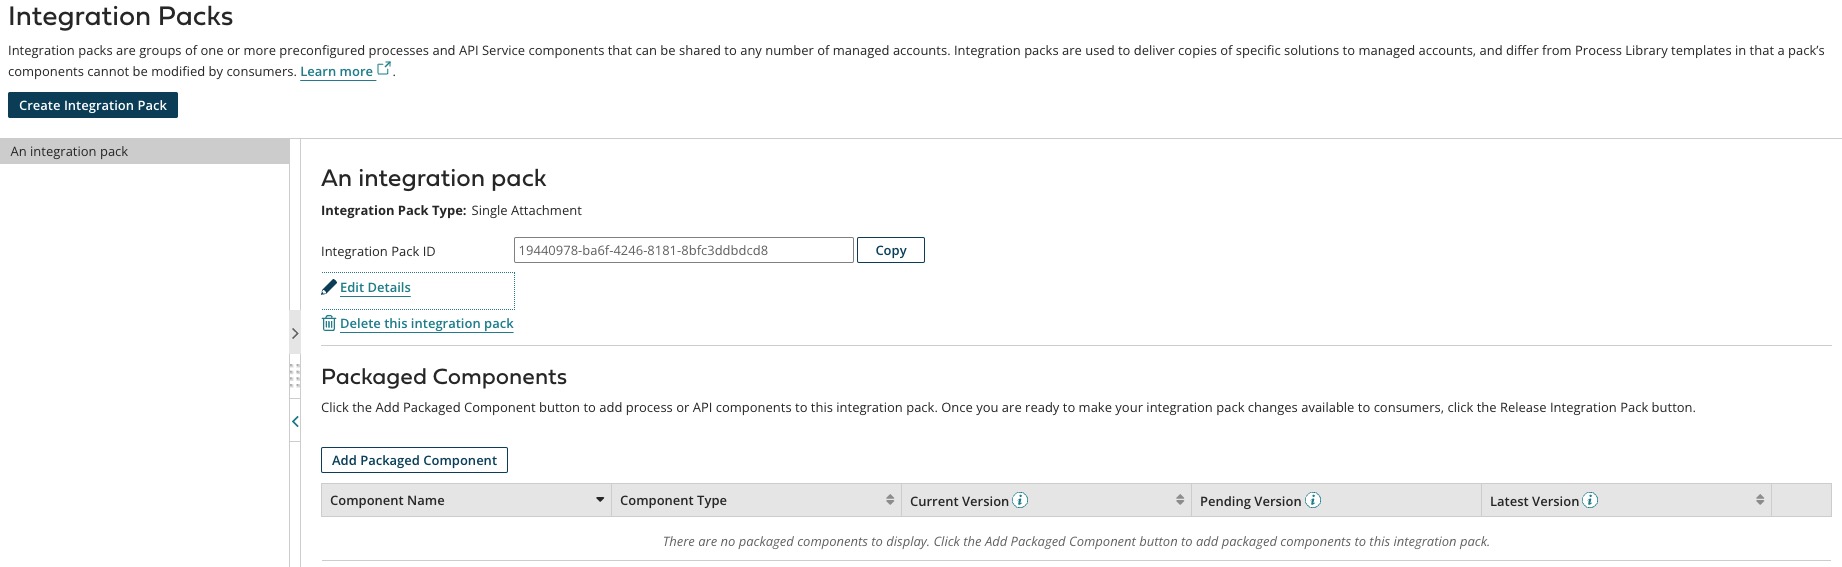 Integration Packs
Integration packs are groups of one or more preconfigured processes and API Service components that can be shared to any number of managed accounts. Integration packs are used to deliver copies of specific solutions to managed accounts, and differ from Process Library templates in that a pack's
components cannot be modified by consumers. Learn more.
Create Integration Pack
An integration pack
An integration pack
Integration Pack Type: Single Attachment
Integration Pack ID 19440978-ba6f-4246-8181-8bfc3ddbdcd8 Copy
Edit Details
Delete this integration pack
Packaged Components
Click the Add Packaged Component button to add process or API components to this integration pack. Once you are ready to make your integration pack changes available to consumers, click the Release Integration Pack button.
Add Packaged Component
Component Name Component Type Current Version Pending Version Latest Version
There are no packaged components to display. Click the Add Packaged Component button to add packaged components to this integration pack.